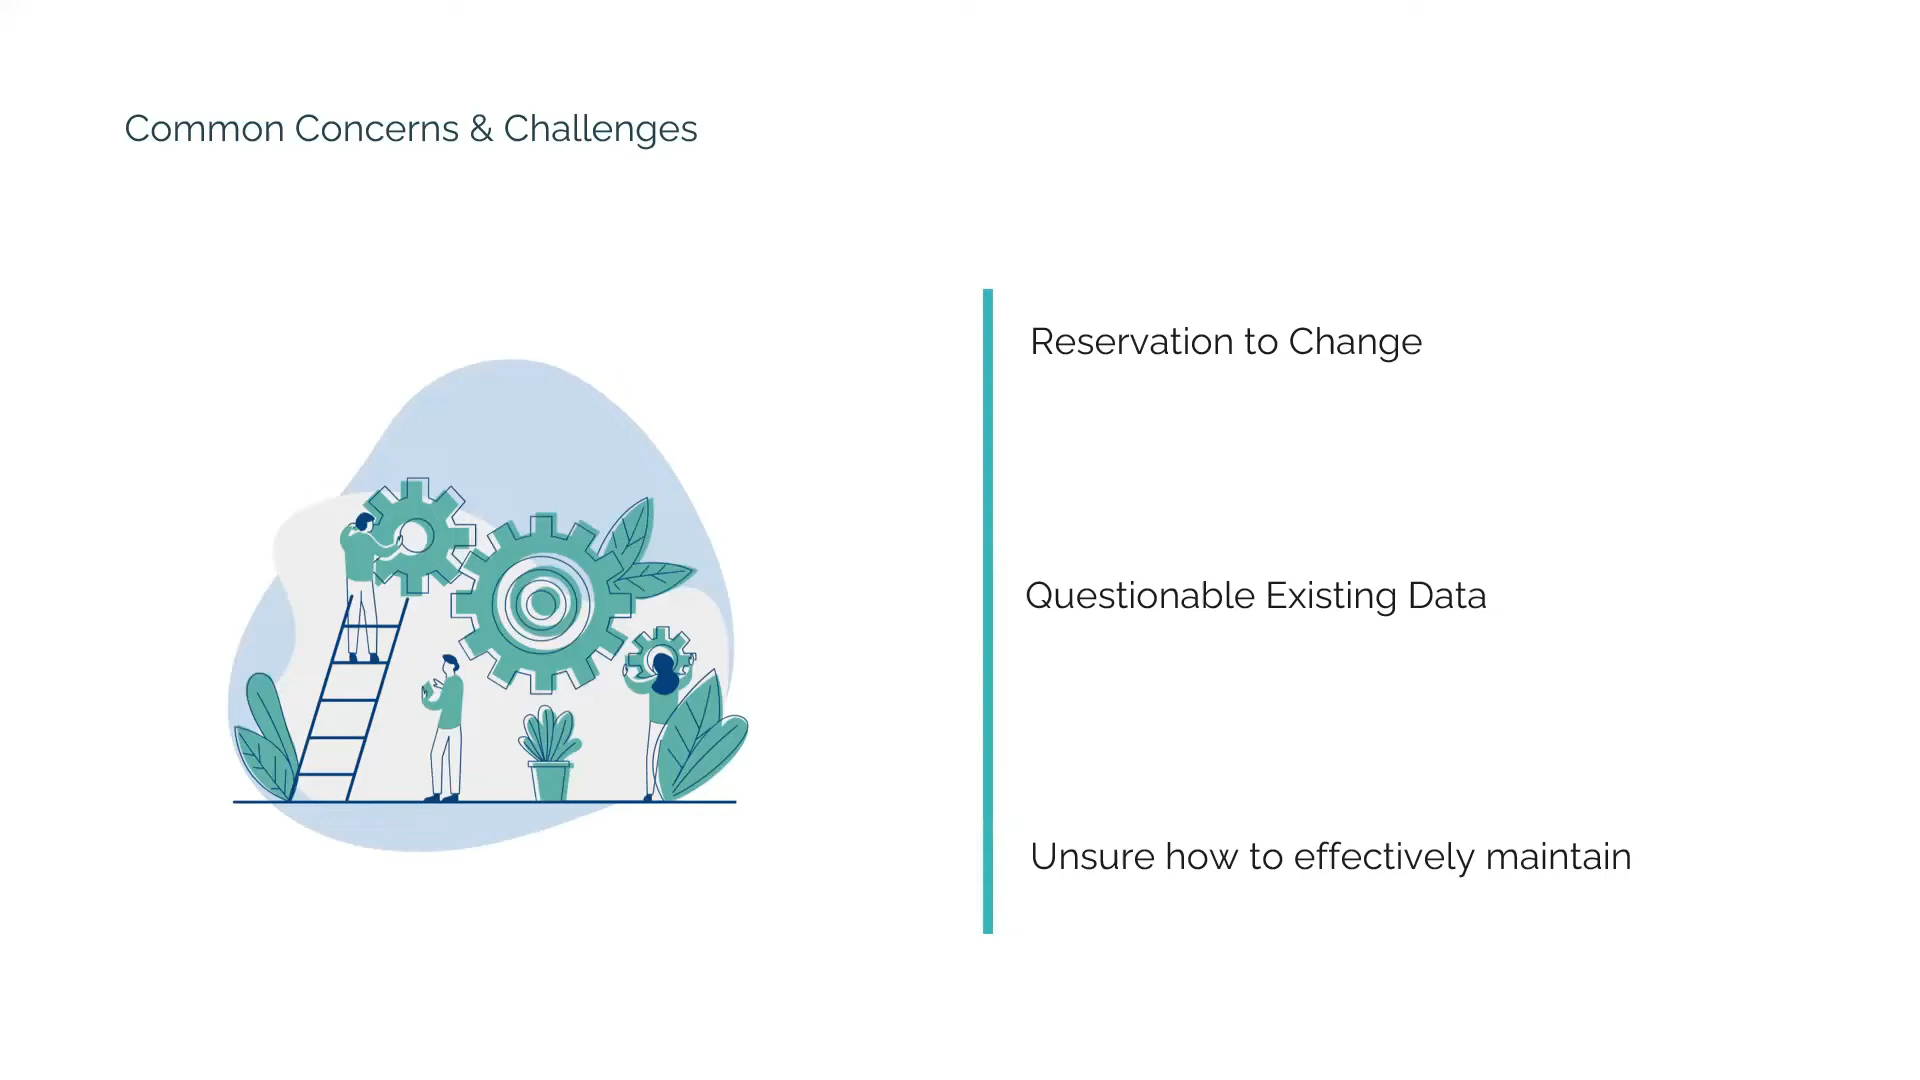 Common Concerns & Challenges
Reservation to Change
Questionable Existing Data
Unsure how to effectively maintain